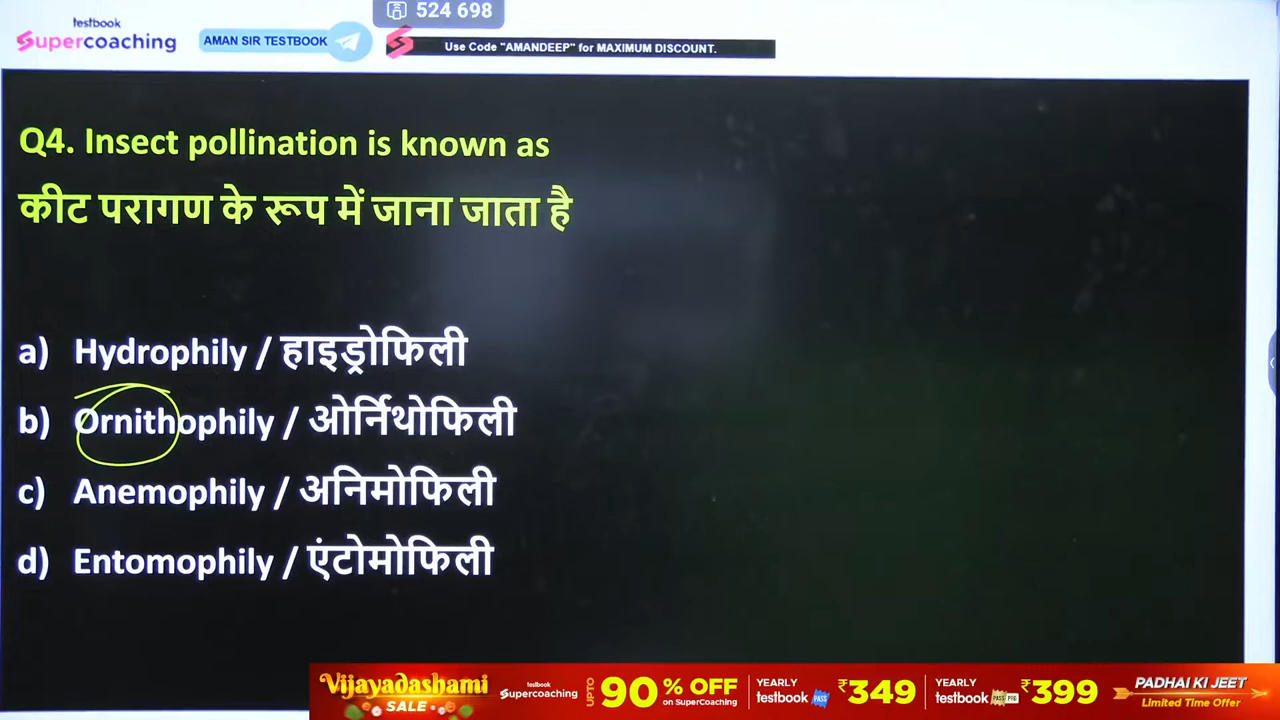 testbook
Supercoaching
AMAN SIR TESTBOOK
524 698
Use Code "AMANDEEP" for MAXIMUM DISCOUNT.
Q4. Insect pollination is known as
कीट परागण के रूप में जाना जाता है
a) Hydrophily / हाइड्रोफिली
b) Ornithophily / ओर्निथोफिली
c) Anemophily / अनिमोफिली
d) Entomophily / एंटोमोफिली
Vijayadashami
SALE
testbook
Supercoaching
UPTO 90% OFF
on SuperCoaching
YEARLY
testbook PASS
₹349
YEARLY
testbook PASS PRO
₹399
PADHAI KI JEET
Limited Time Offer